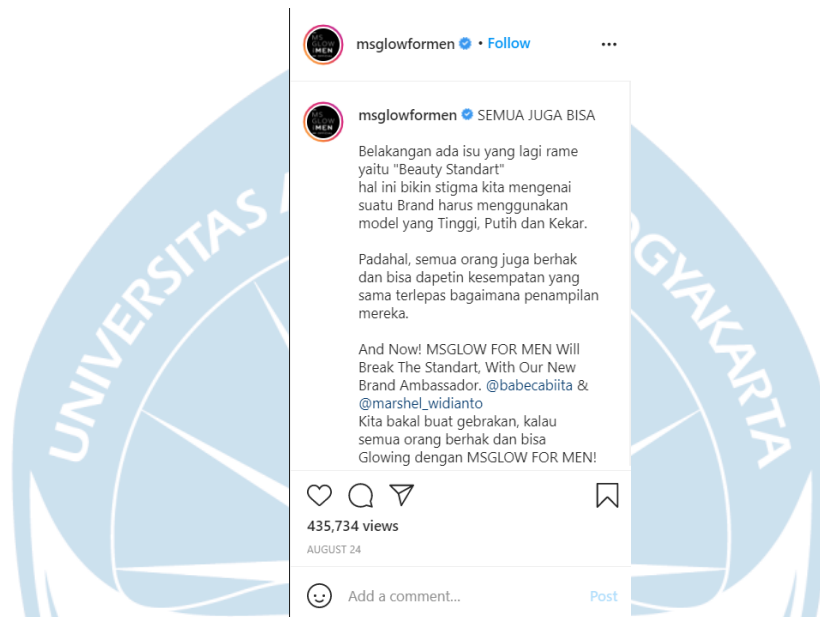 msglowformen • Follow
msglowformen SEMUA JUGA BISA
Belakangan ada isu yang lagi rame
yaitu "Beauty Standart"
hal ini bikin stigma kita mengenai
suatu Brand harus menggunakan
model yang Tinggi, Putih dan Kekar.
Padahal, semua orang juga berhak
dan bisa dapetin kesempatan yang
sama terlepas bagaimana penampilan
mereka.
And Now! MSGLOW FOR MEN Will
Break The Standart, With Our New
Brand Ambassador. @babecabiita &
@marshel_widianto
Kita bakal buat gebrakan, kalau
semua orang berhak dan bisa
Glowing dengan MSGLOW FOR MEN!
435,734 views
AUGUST 24
Add a comment...
Post
UNIVERSITAS A
OGYAKARTA